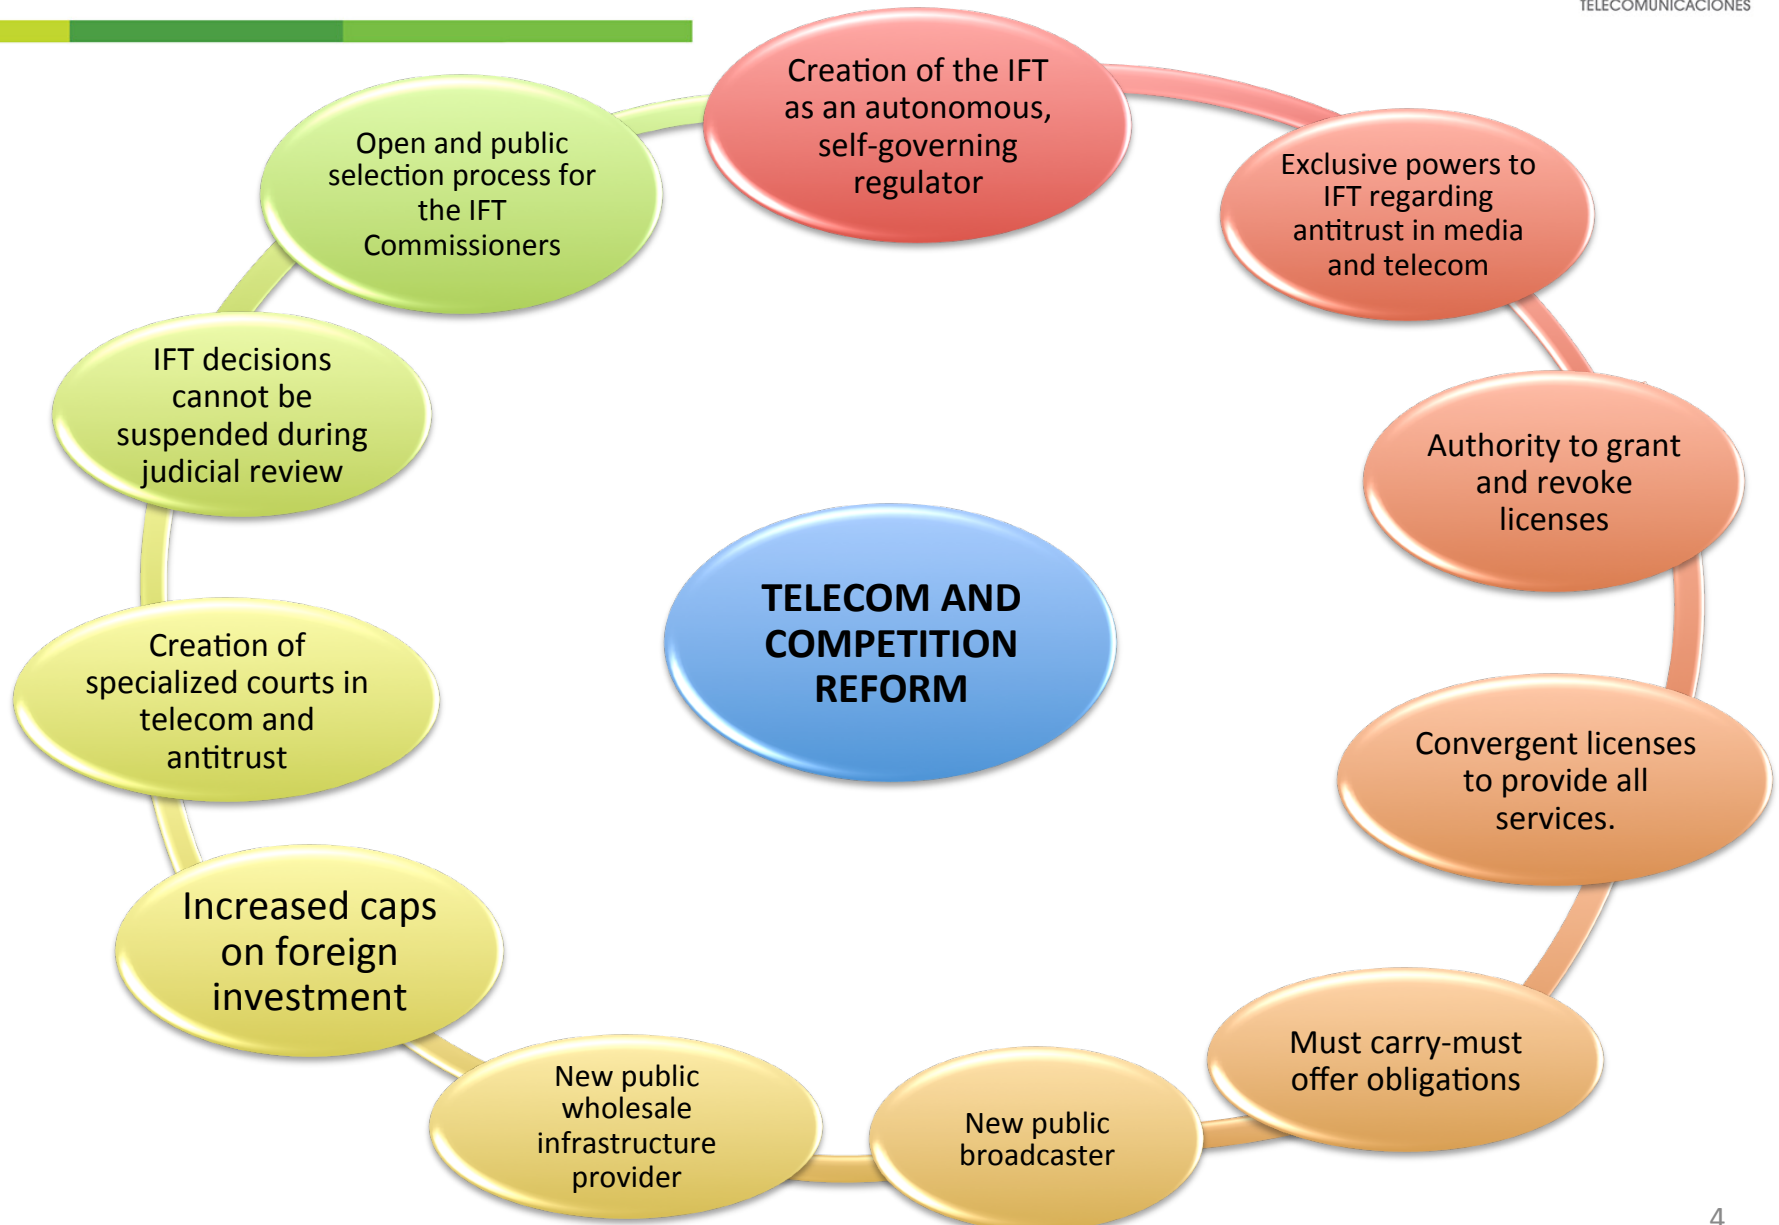 TELECOMUNICACIONES
Creation of the IFT
as an autonomous,
self-governing
regulator
Exclusive powers to
IFT regarding
antitrust in media
and telecom
Authority to grant
and revoke
licenses
Convergent licenses
to provide all
services.
Must carry-must
offer obligations
New public
broadcaster
New public
wholesale
infrastructure
provider
Increased caps
on foreign
investment
Creation of
specialized courts in
telecom and
antitrust
IFT decisions
cannot be
suspended during
judicial review
Open and public
selection process for
the IFT
Commissioners
TELECOM AND
COMPETITION
REFORM
4